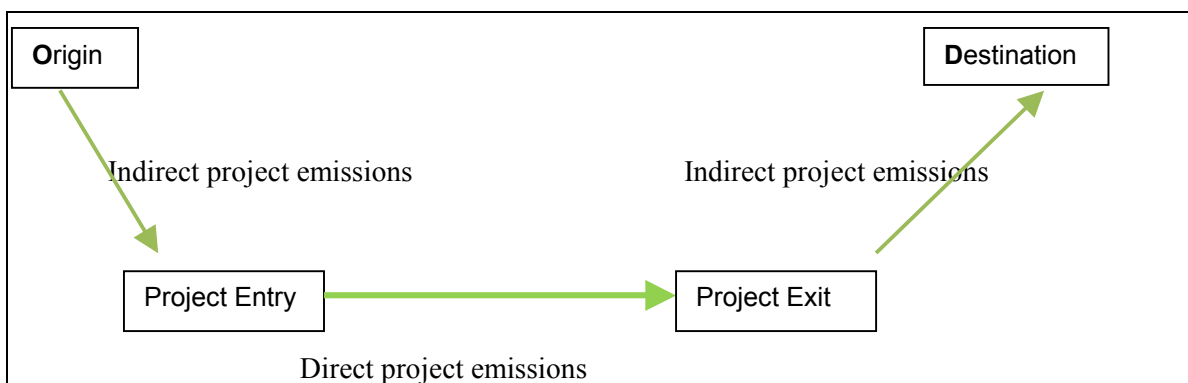 Origin
Destination
Indirect project emissions
Indirect project emissions
Project Entry
Project Exit
Direct project emissions